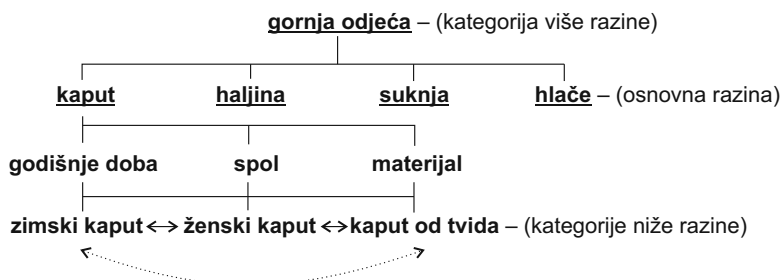 gornja odjeća – (kategorija više razine)
kaput haljina suknja hlače – (osnovna razina)
godišnje doba spol materijal
zimski kaput ↔ ženski kaput ↔ kaput od tvida – (kategorije niže razine)